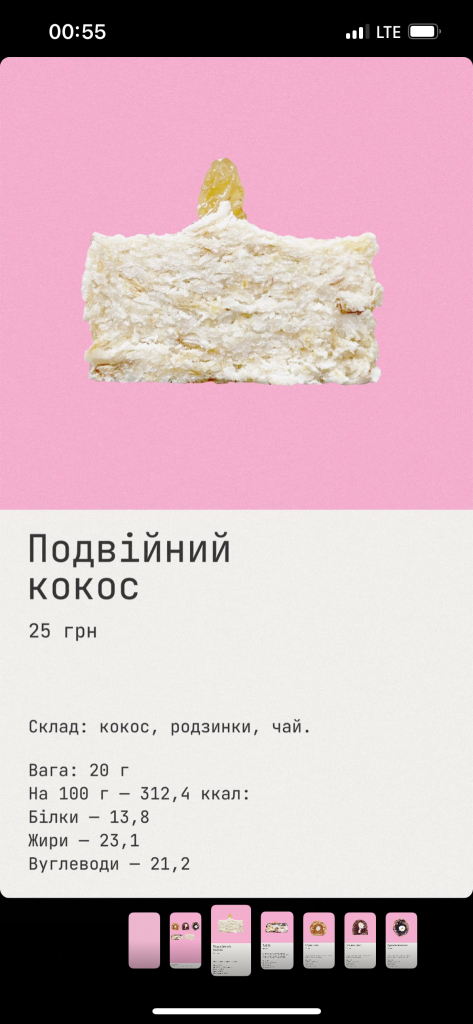 00:55
LTE
Подвійний
кокос
25 грн
Склад: кокос, родзинки, чай.
Вага: 20 г
На 100 г — 312,4 ккал:
Білки — 13,8
Жири — 23,1
Вуглеводи — 21,2